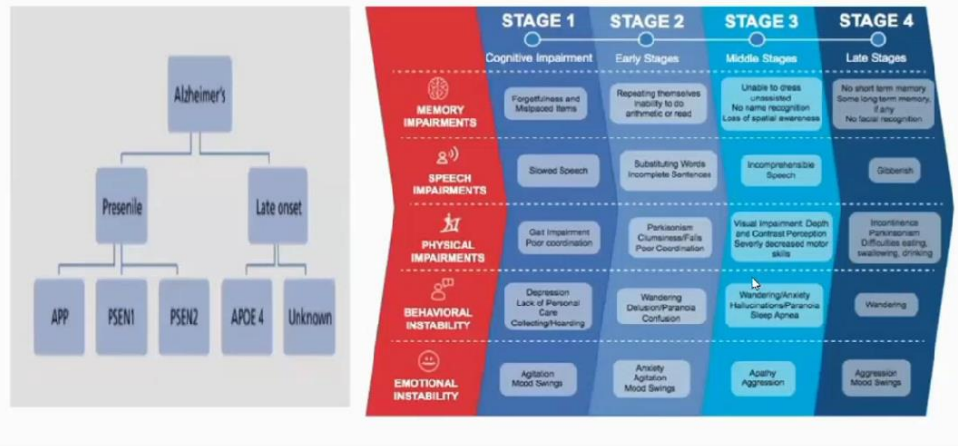 Alzheimer's
Presenile
Late onset
APP
PSEN1
PSEN2
APOE 4
Unknown
STAGE 1
STAGE 2
STAGE 3
STAGE 4
Cognitive Impairment
Early Stages
Middle Stages
Late Stages
MEMORY
IMPAIRMENTS
Forgetfulness and
Misplaced Items
Repeating themselves
Inability to do
arithmetic or read
Unable to dress
unassisted
No name recognition
Loss of spatial awareness
No short term memory
Some long term memory,
if any
No facial recognition
SPEECH
IMPAIRMENTS
Slowed Speech
Substituting Words
Incomplete Sentences
Incomprehensible
Speech
Gibberish
PHYSICAL
IMPAIRMENTS
Gait Impairment
Poor coordination
Parkisonism
Clumsiness/Falls
Poor Coordination
Visual Impairment: Depth
and Contrast Perception
Severly decreased motor
skills
Incontinence
Parkinsonism
Difficulties eating,
swallowing, drinking
BEHAVIORAL
INSTABILITY
Depression
Lack of Personal
Care
Collecting/Hoarding
Wandering
Delusion/Paranoia
Confusion
Wandering/Anxiety
Hallucinations/Paranoia
Sleep Apnea
Wandering
EMOTIONAL
INSTABILITY
Agitation
Mood Swings
Anxiety
Agitation
Mood Swings
Apathy
Aggression
Aggression
Mood Swings